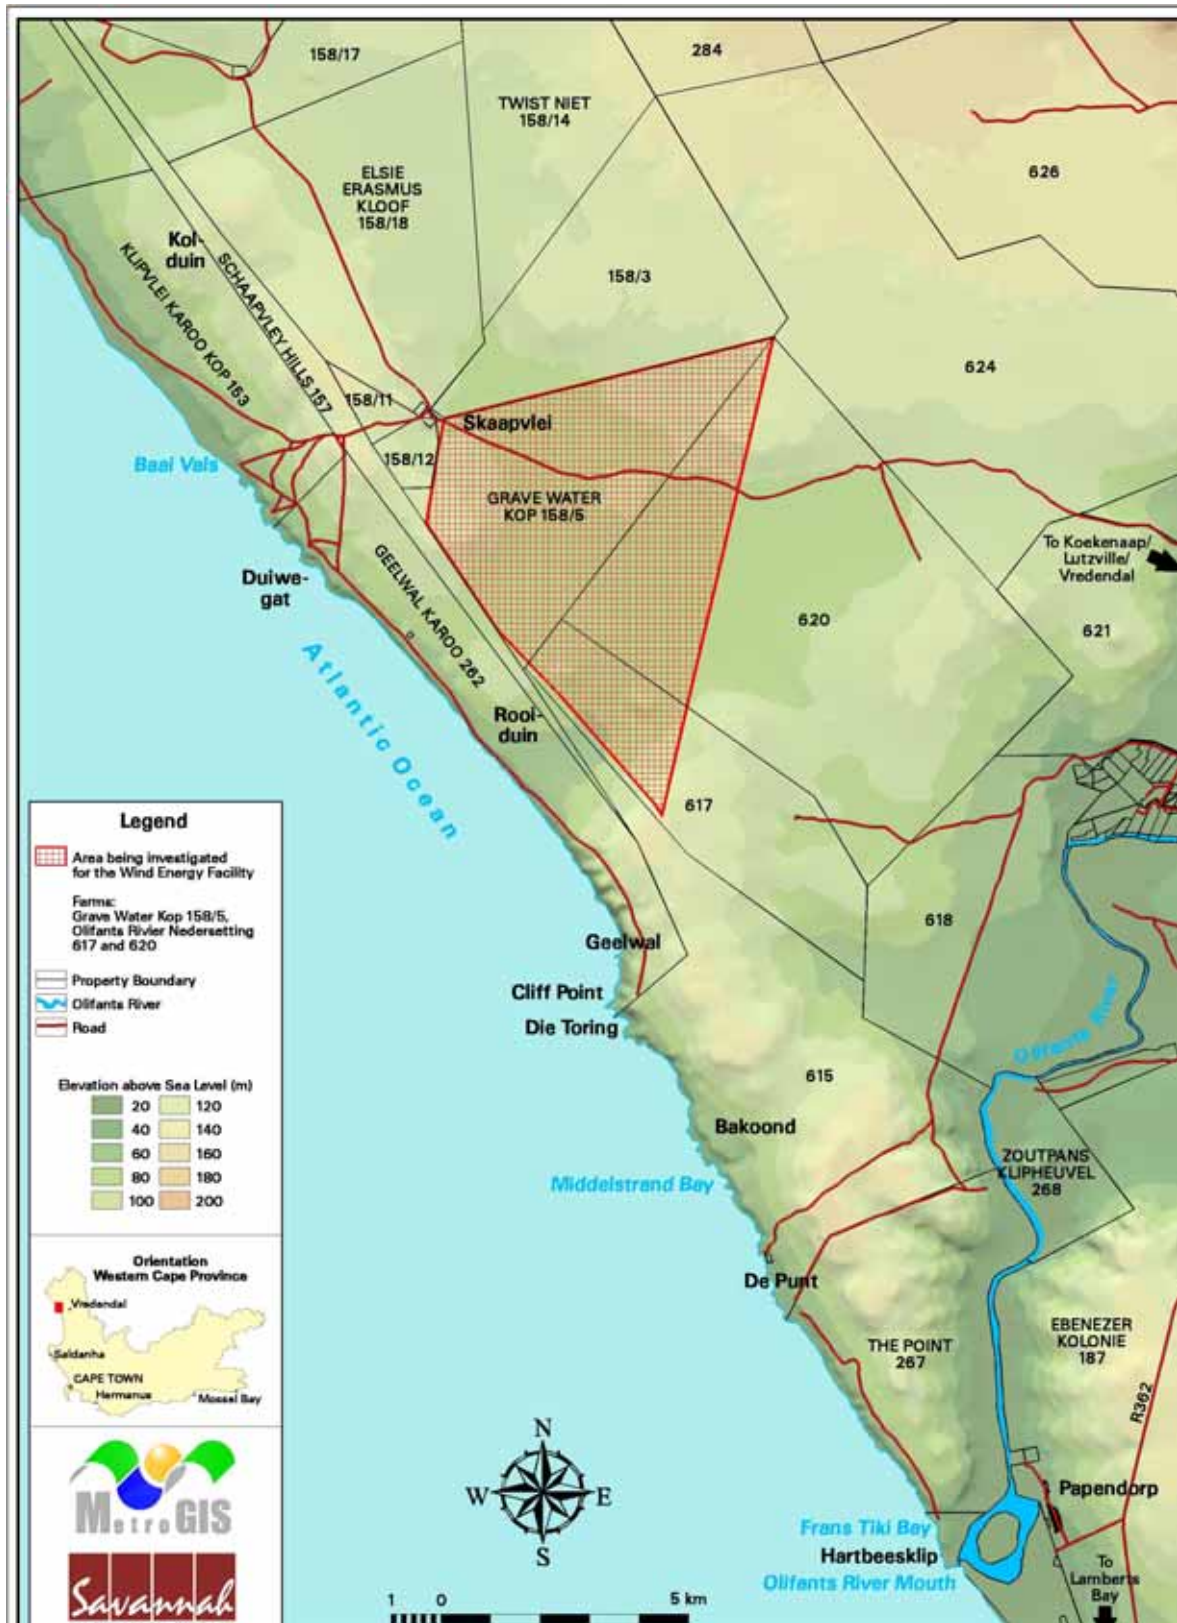 158/17
284
TWIST NIET
158/14
626
ELSIE
ERASMUS
KLOOF
158/18
Kol-
duin
SCHAAPVLEY HILLS 157
KLIPVLEI KAROO KOP 153
158/3
624
158/11
Skaapvlei
Baai Vals
158/12
GRAVE WATER
KOP 158/5
To Koekenaap/
Lutzville/
Vredendal
Duiwe-
gat
GEELWAL KAROO 262
620
621
Atlantic Ocean
Rooi-
duin
617
Legend
Area being investigated
for the Wind Energy Facility
Farms:
Grave Water Kop 158/5,
Olifants Rivier Nedersetting
617 and 620
Property Boundary
Olifants River
Road
618
Geelwal
Cliff Point
Die Toring
Olifants River
615
Elevation above Sea Level (m)
20 120
40 140
60 160
80 180
100 200
Bakoond
Middelstrand Bay
ZOUTPANS
KLIPHEUVEL
268
De Punt
Orientation
Western Cape Province
Vredendal
Saldanha
CAPE TOWN
Hermanus
Mossel Bay
THE POINT
267
EBENEZER
KOLONIE
187
R362
N
W E
S
MetroGIS
Savannah
Papendorp
Frans Tiki Bay
Hartbeesklip
Olifants River Mouth
To
Lamberts
Bay
1 0 5 km